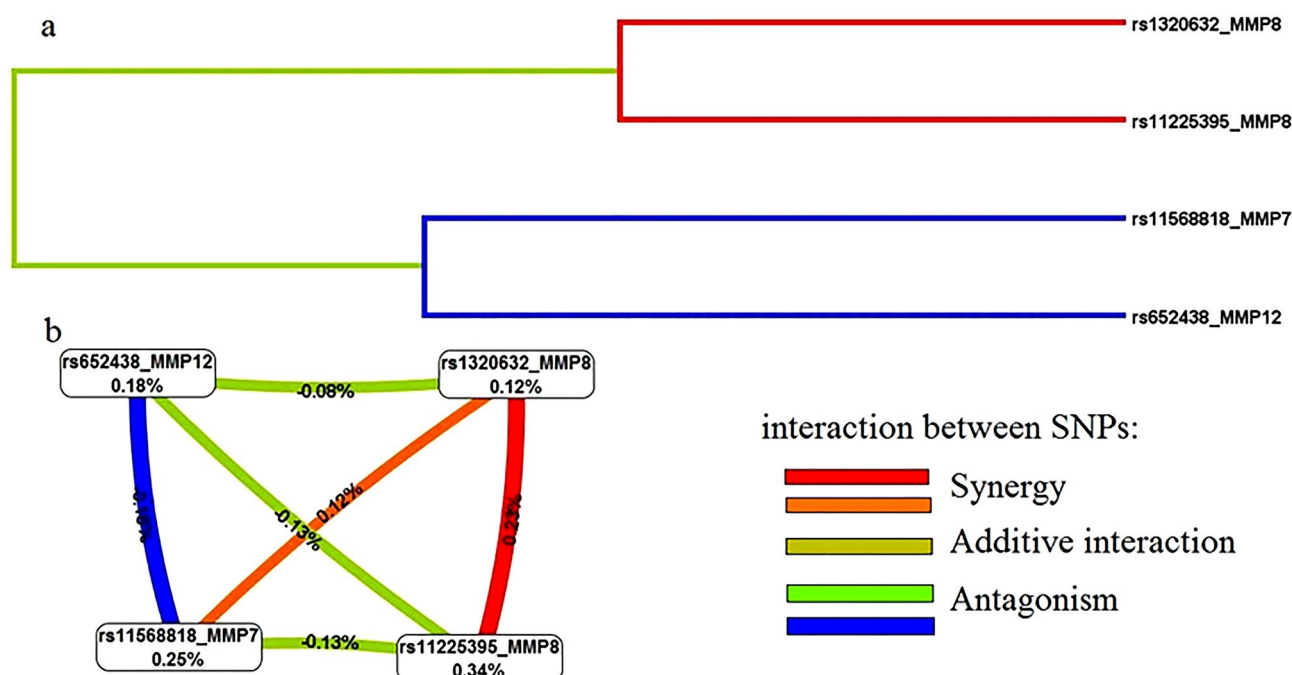 a
rs1320632_MMP8
rs11225395_MMP8
rs11568818_MMP7
rs652438_MMP12
b
rs652438_MMP12
0.18%
rs1320632_MMP8
0.12%
-0.08%
0.12%
-0.13%
0.23%
rs11568818_MMP7
0.25%
-0.13%
rs11225395_MMP8
0.34%
interaction between SNPs:
Synergy
Additive interaction
Antagonism